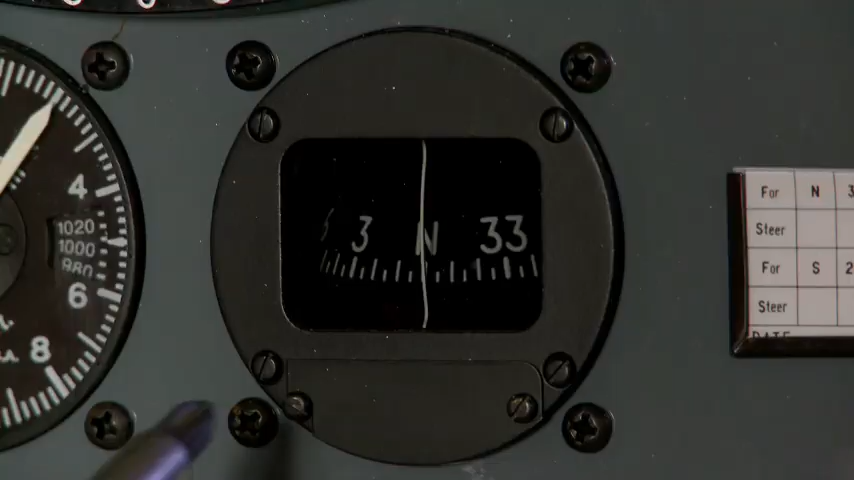 4
1020
1000
980
6
8
3 N 33
For N 3
Steer
For S 2
Steer
DATE